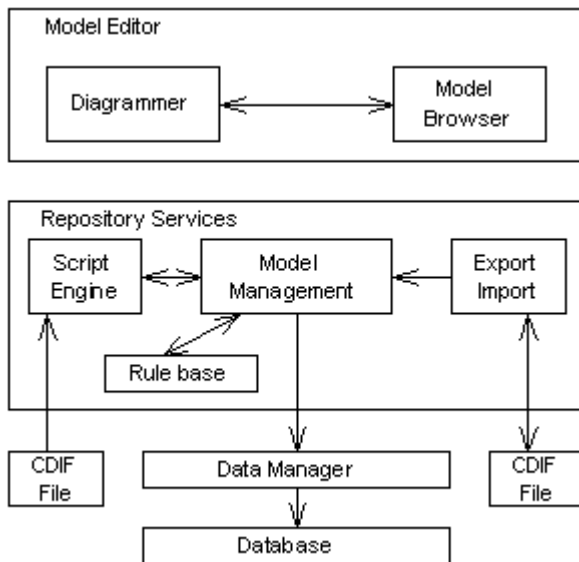 Model Editor
Diagrammer
Model
Browser
Repository Services
Script
Engine
Model
Management
Export
Import
Rule base
CDIF
File
Data Manager
CDIF
File
Database